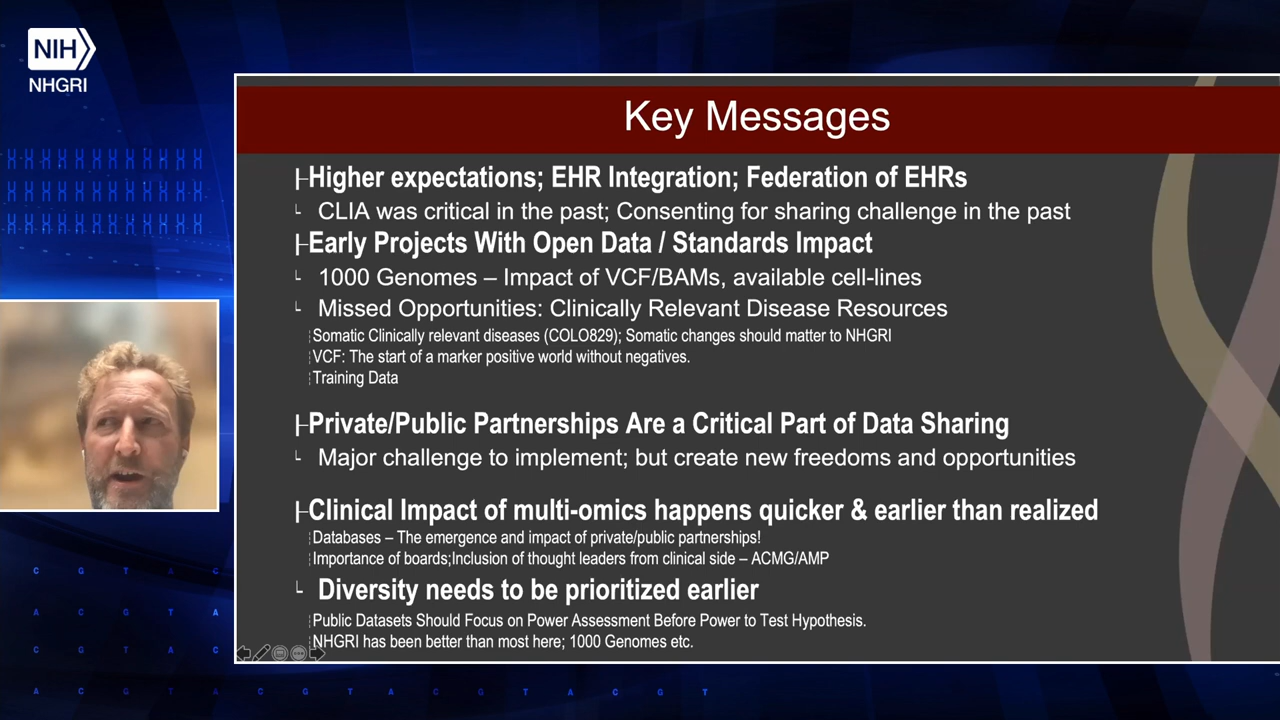 NIH
NHGRI
Key Messages
Higher expectations; EHR Integration; Federation of EHRs
CLIA was critical in the past; Consenting for sharing challenge in the past
Early Projects With Open Data / Standards Impact
1000 Genomes – Impact of VCF/BAMs, available cell-lines
Missed Opportunities: Clinically Relevant Disease Resources
Somatic Clinically relevant diseases (COLO829); Somatic changes should matter to NHGRI
VCF: The start of a marker positive world without negatives.
Training Data
Private/Public Partnerships Are a Critical Part of Data Sharing
Major challenge to implement; but create new freedoms and opportunities
Clinical Impact of multi-omics happens quicker & earlier than realized
Databases – The emergence and impact of private/public partnerships!
Importance of boards;Inclusion of thought leaders from clinical side – ACMG/AMP
Diversity needs to be prioritized earlier
Public Datasets Should Focus on Power Assessment Before Power to Test Hypothesis.
NHGRI has been better than most here; 1000 Genomes etc.
C G T A C
A C G T A
C G T A C
A C G T A C G T A C G T A C G T